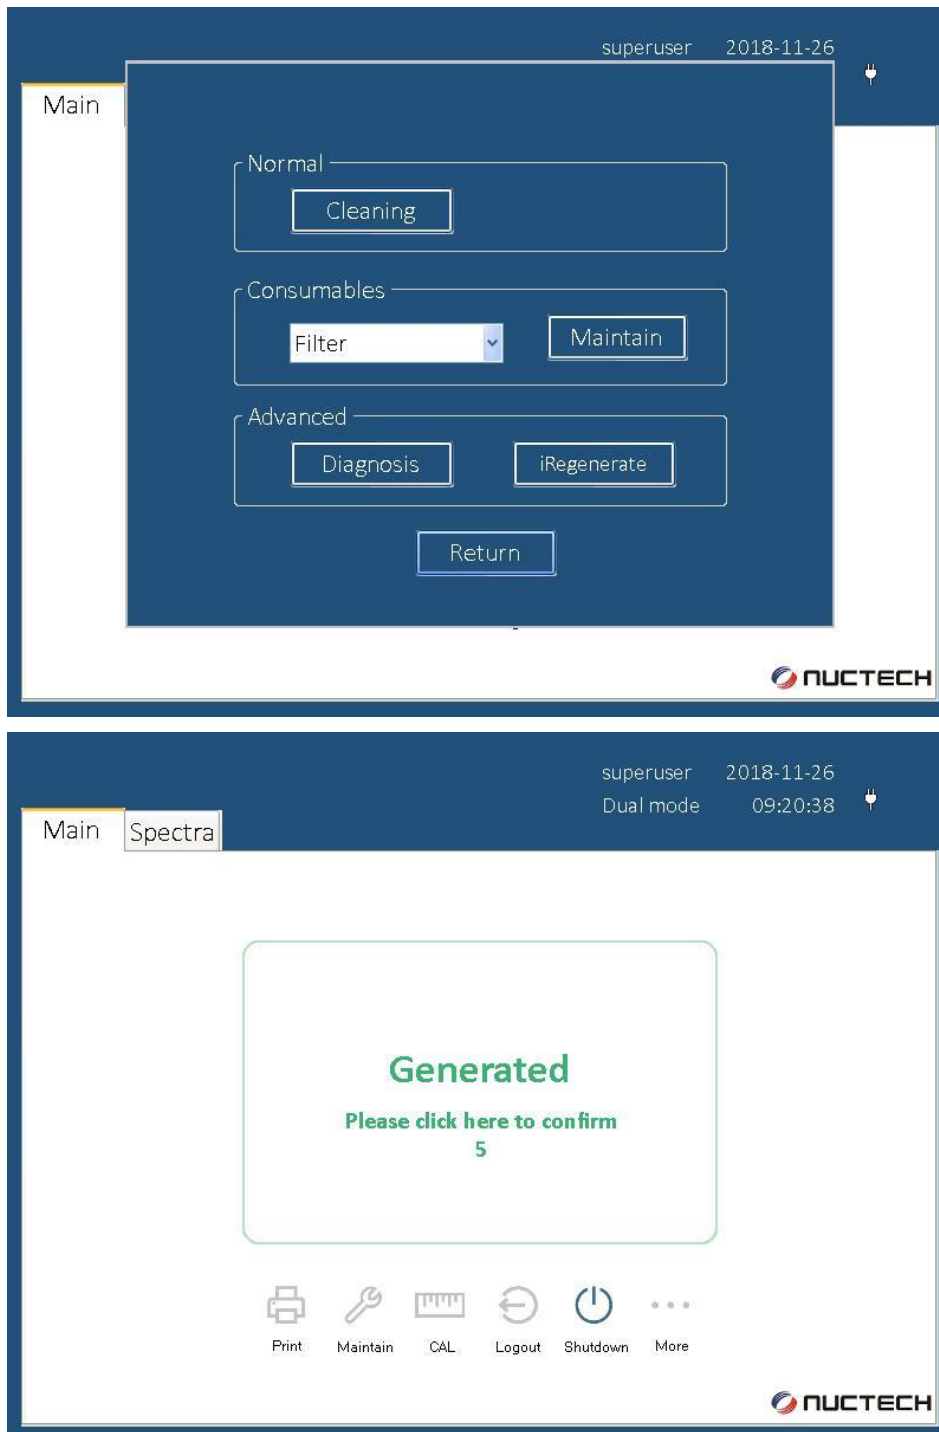 superuser 2018-11-26
Main
Normal
Cleaning
Consumables
Filter Maintain
Advanced
Diagnosis iRegenerate
Return
NUCTECH
superuser 2018-11-26
Dual mode 09:20:38
Main Spectra
Generated
Please click here to confirm
5
Print Maintain CAL Logout Shutdown More
NUCTECH